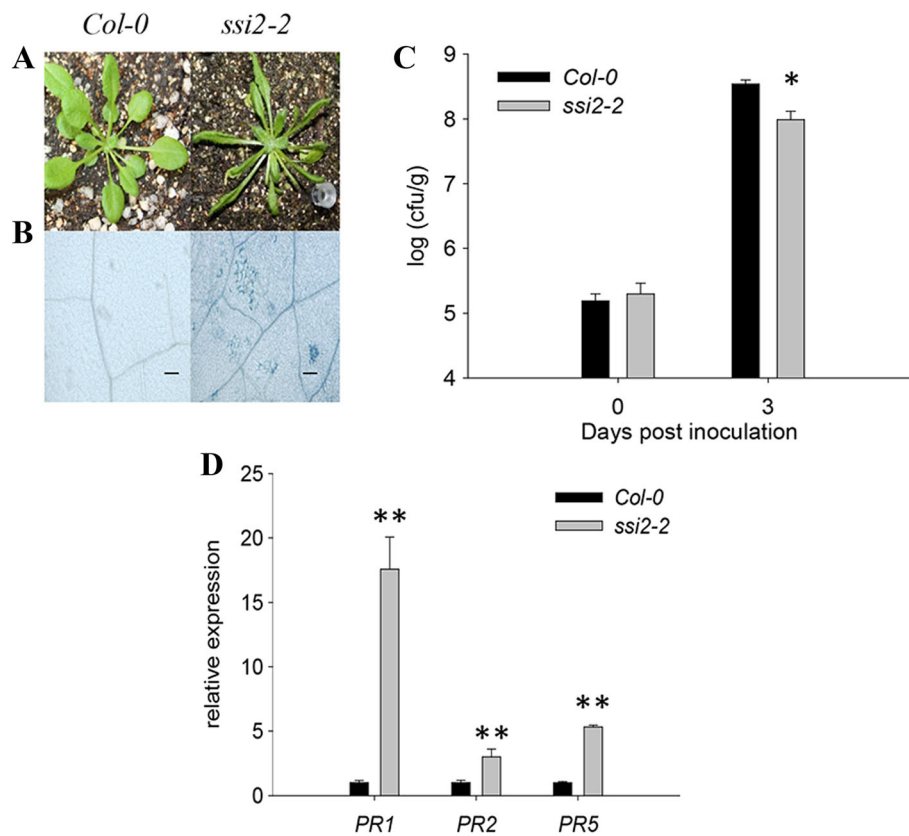 Col-0
ssi2-2
A
B
C
Col-0
ssi2-2
*
log (cfu/g)
9
8
7
6
5
4
0
3
Days post inoculation
D
Col-0
ssi2-2
relative expression
25
20
15
10
5
0
**
**
**
PR1
PR2
PR5